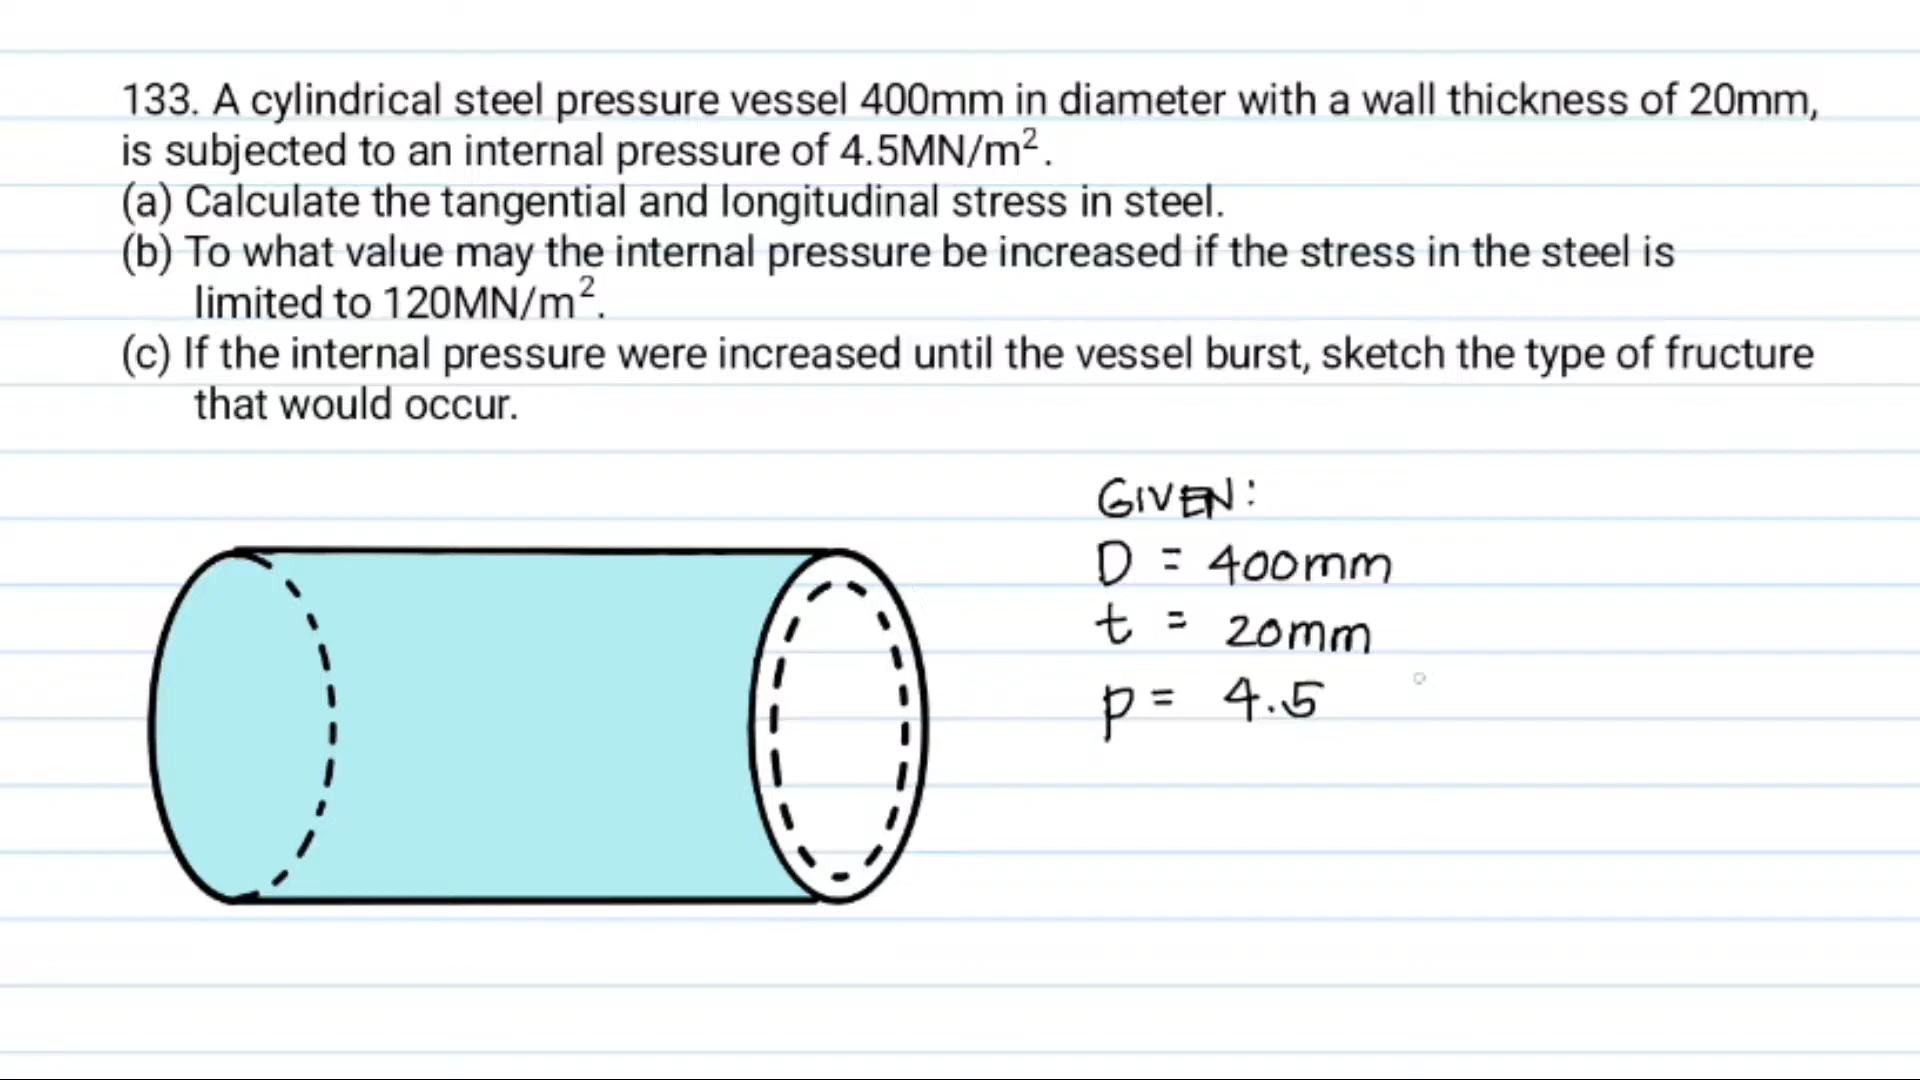 133. A cylindrical steel pressure vessel 400mm in diameter with a wall thickness of 20mm,
is subjected to an internal pressure of 4.5MN/m².
(a) Calculate the tangential and longitudinal stress in steel.
(b) To what value may the internal pressure be increased if the stress in the steel is
limited to 120MN/m².
(c) If the internal pressure were increased until the vessel burst, sketch the type of fructure
that would occur.
GIVEN:
D = 400mm
t = 20mm
p = 4.5